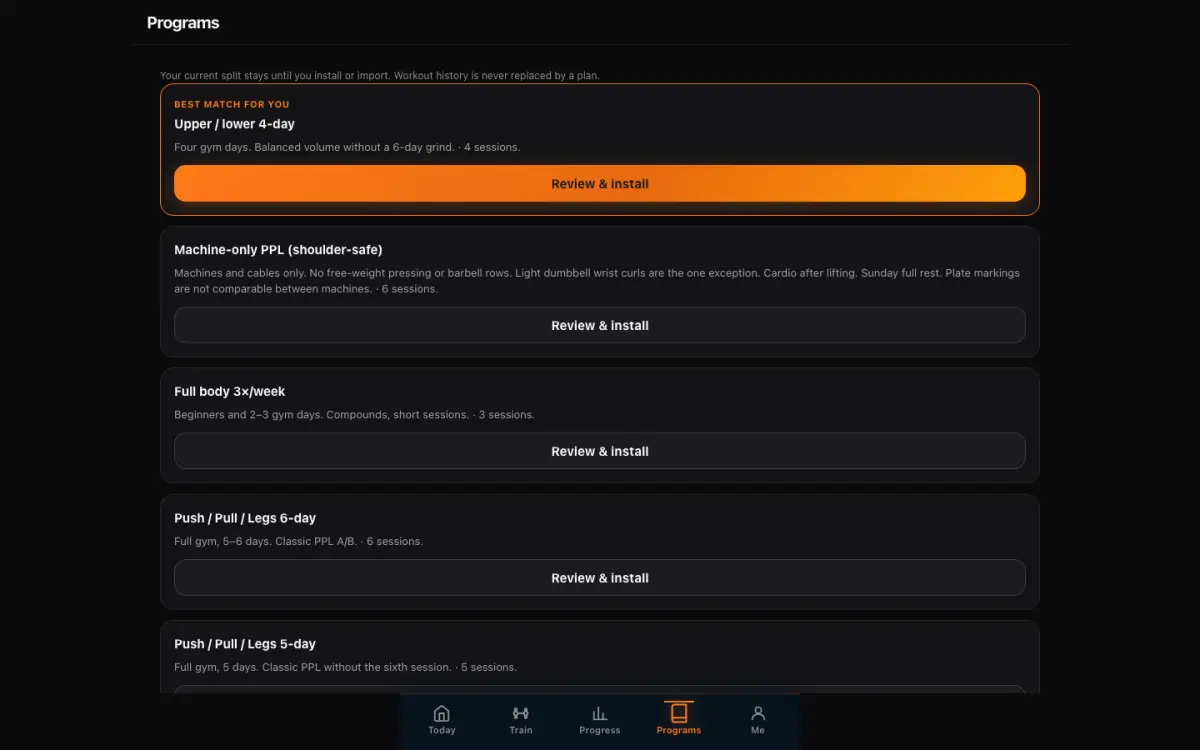 Programs
Your current split stays until you install or import. Workout history is never replaced by a plan.
BEST MATCH FOR YOU
Upper / lower 4-day
Four gym days. Balanced volume without a 6-day grind. · 4 sessions.
Review & install
Machine-only PPL (shoulder-safe)
Machines and cables only. No free-weight pressing or barbell rows. Light dumbbell wrist curls are the one exception. Cardio after lifting. Sunday full rest. Plate markings
are not comparable between machines. · 6 sessions.
Review & install
Full body 3×/week
Beginners and 2–3 gym days. Compounds, short sessions. · 3 sessions.
Review & install
Push / Pull / Legs 6-day
Full gym, 5–6 days. Classic PPL A/B. · 6 sessions.
Review & install
Push / Pull / Legs 5-day
Full gym, 5 days. Classic PPL without the sixth session. · 5 sessions.
Today
Train
Progress
Programs
Me